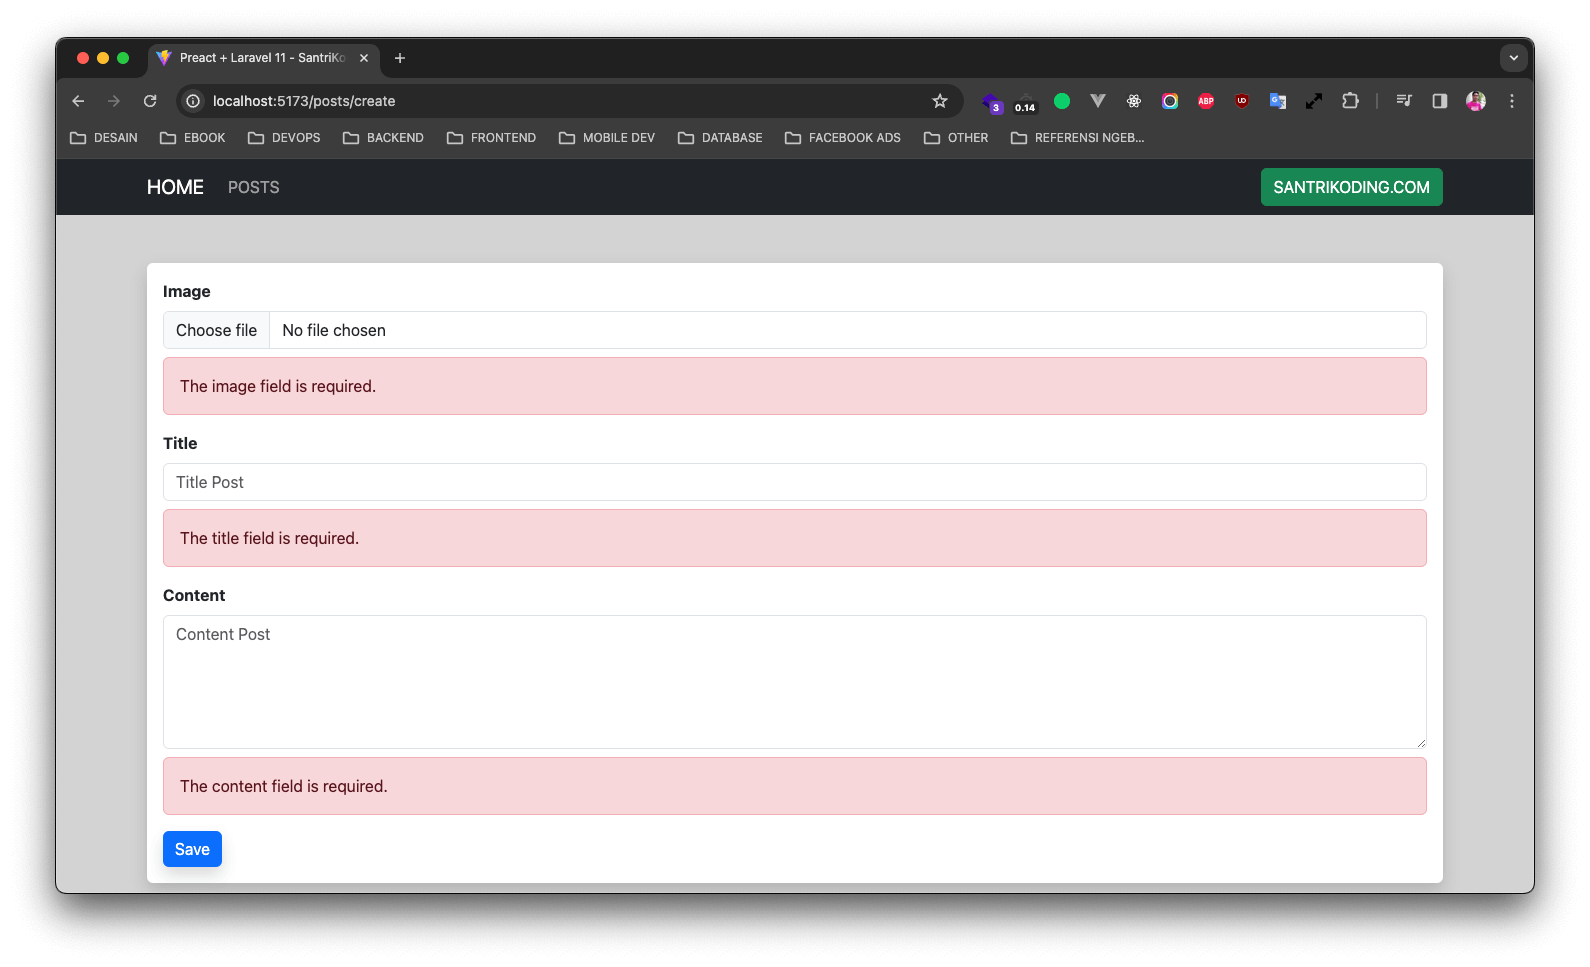 Preact + Laravel 11 - SantriKo
localhost:5173/posts/create
3
0.14
ABP
DESAIN
EBOOK
DEVOPS
BACKEND
FRONTEND
MOBILE DEV
DATABASE
FACEBOOK ADS
OTHER
REFERENSI NGEB...
HOME
POSTS
SANTRIKODING.COM
Image
Choose file
No file chosen
The image field is required.
Title
Title Post
The title field is required.
Content
Content Post
The content field is required.
Save